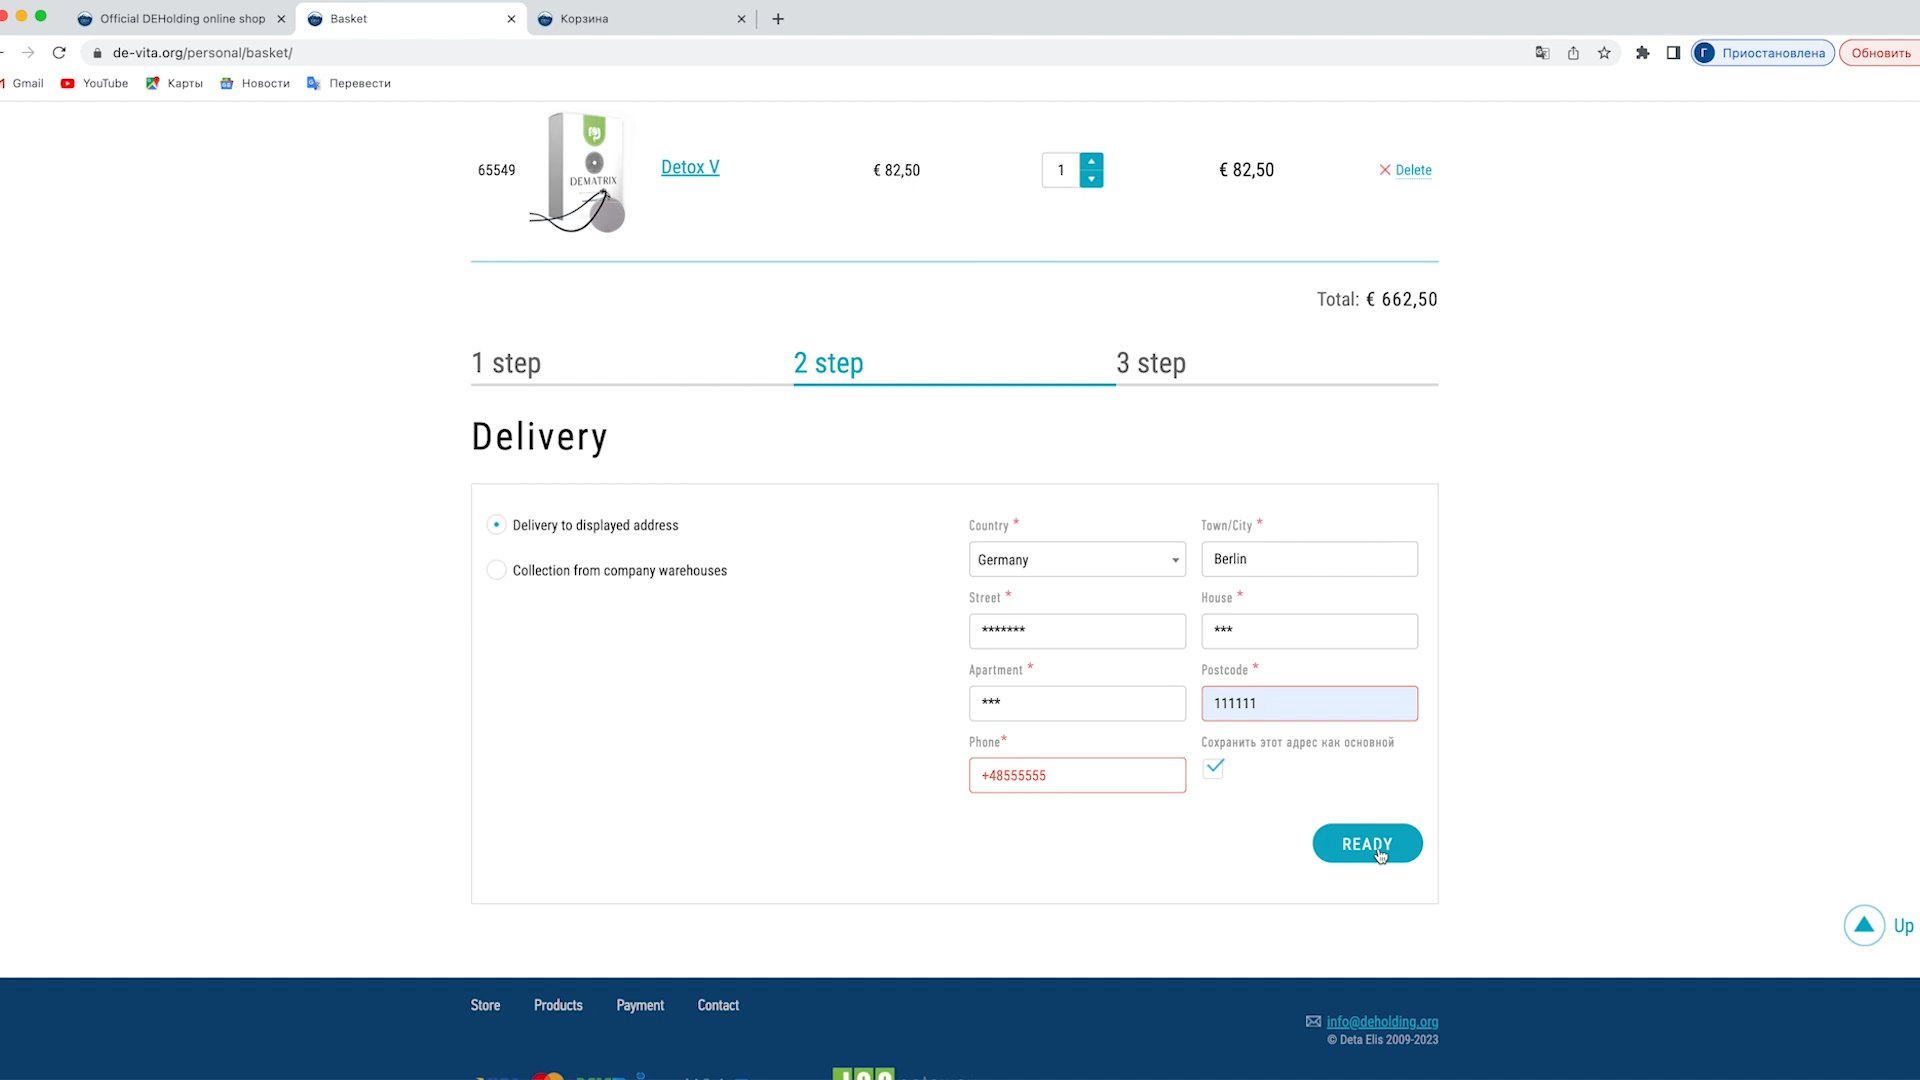 Official DEHolding online shop
Basket
Корзина
de-vita.org/personal/basket/
Г Приостановлена
Обновить
Gmail
YouTube
Карты
Новости
Перевести
65549
DEMATRIX
Detox V
€ 82,50
1
€ 82,50
Delete
Total: € 662,50
1 step
2 step
3 step
Delivery
Delivery to displayed address
Collection from company warehouses
Country *
Town/City *
Germany
Berlin
Street *
House *
*******
***
Apartment *
Postcode *
***
111111
Phone*
Сохранить этот адрес как основной
+48555555
READY
Up
Store
Products
Payment
Contact
info@deholding.org
© Deta Elis 2009-2023